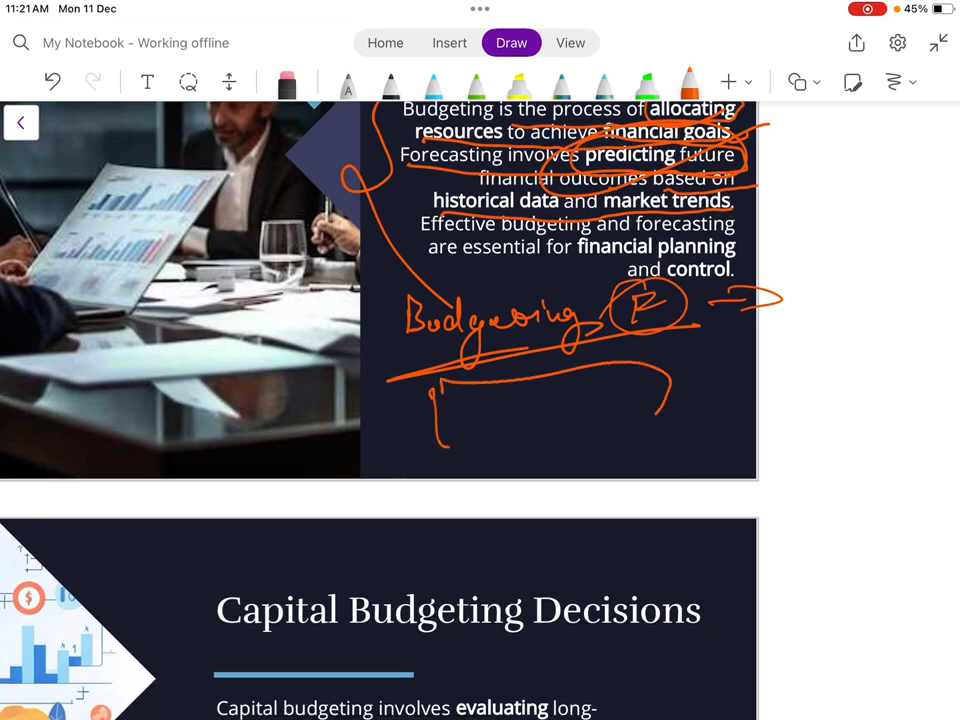 11:21 AM Mon 11 Dec
45%
My Notebook - Working offline
Home Insert Draw View
T
A
Budgeting is the process of allocating
resources to achieve financial goals.
Forecasting involves predicting future
financial outcomes based on
historical data and market trends.
Effective budgeting and forecasting
are essential for financial planning
and control.
Budgeting, F
Capital Budgeting Decisions
$
Capital budgeting involves evaluating long-